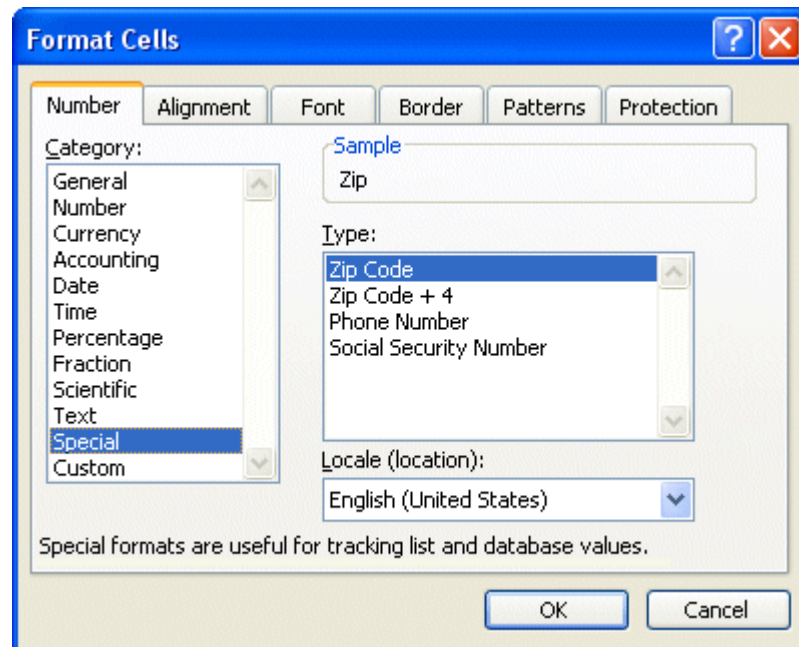 Format Cells
?
Number Alignment Font Border Patterns Protection
Category:
General
Number
Currency
Accounting
Date
Time
Percentage
Fraction
Scientific
Text
Special
Custom
Sample
Zip
Type:
Zip Code
Zip Code + 4
Phone Number
Social Security Number
Locale (location):
English (United States)
Special formats are useful for tracking list and database values.
OK Cancel